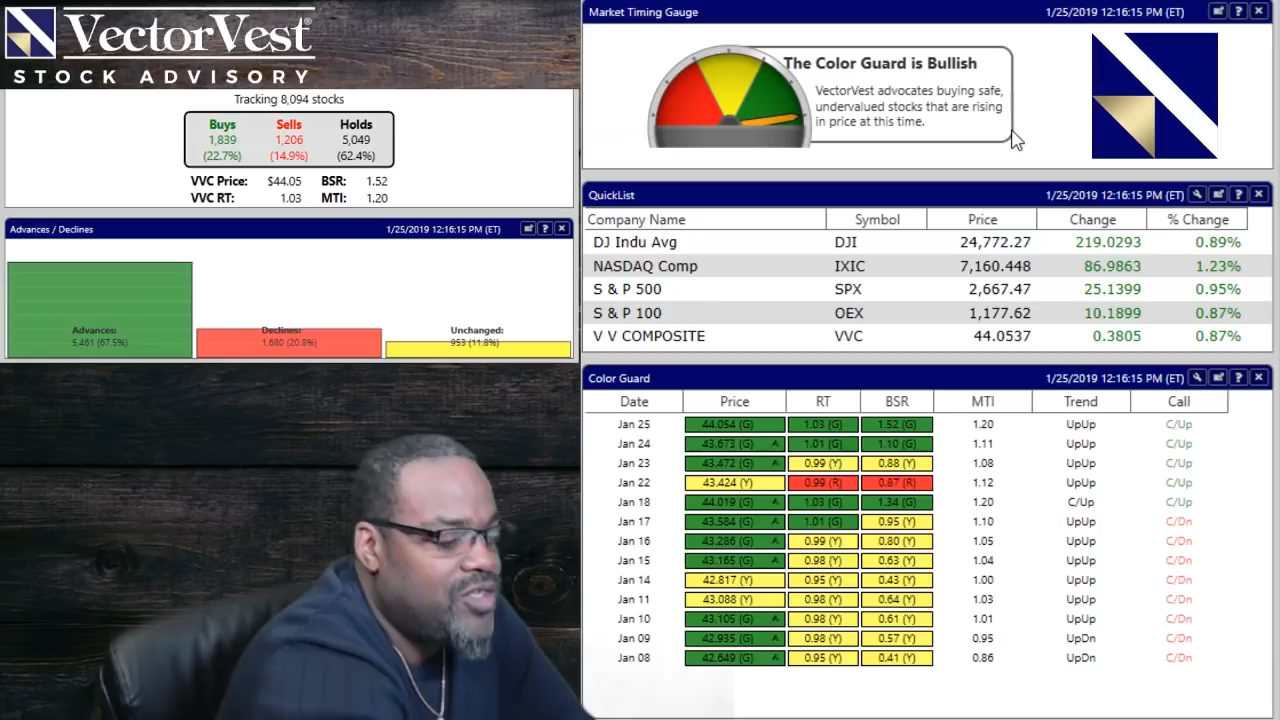 VectorVest®
STOCK ADVISORY
Tracking 8,094 stocks
Buys Sells Holds
1,839 1,206 5,049
(22.7%) (14.9%) (62.4%)
VVC Price: $44.05 BSR: 1.52
VVC RT: 1.03 MTI: 1.20
Advances / Declines 1/25/2019 12:16:15 PM (ET) ? X
Advances: Declines: Unchanged:
5,461 (67.5%) 1,680 (20.8%) 953 (11.8%)
Market Timing Gauge 1/25/2019 12:16:15 PM (ET) ? X
The Color Guard is Bullish
VectorVest advocates buying safe,
undervalued stocks that are rising
in price at this time.
QuickList 1/25/2019 12:16:15 PM (ET) ? X
Company Name Symbol Price Change % Change
DJ Indu Avg DJI 24,772.27 219.0293 0.89%
NASDAQ Comp IXIC 7,160.448 86.9863 1.23%
S & P 500 SPX 2,667.47 25.1399 0.95%
S & P 100 OEX 1,177.62 10.1899 0.87%
V V COMPOSITE VVC 44.0537 0.3805 0.87%
Color Guard 1/25/2019 12:16:15 PM (ET) ? X
Date Price RT BSR MTI Trend Call
Jan 25 44.054 (G) 1.03 (G) 1.52 (G) 1.20 UpUp C/Up
Jan 24 43.673 (G) 1.01 (G) 1.10 (G) 1.11 UpUp C/Up
Jan 23 43.472 (G) 0.99 (Y) 0.88 (Y) 1.08 UpUp C/Up
Jan 22 43.424 (Y) 0.99 (R) 0.87 (R) 1.12 UpUp C/Up
Jan 18 44.019 (G) 1.03 (G) 1.34 (G) 1.20 C/Up C/Up
Jan 17 43.584 (G) 1.01 (G) 0.95 (Y) 1.10 UpUp C/Dn
Jan 16 43.286 (G) 0.99 (Y) 0.80 (Y) 1.05 UpUp C/Dn
Jan 15 43.165 (G) 0.98 (Y) 0.63 (Y) 1.04 UpUp C/Dn
Jan 14 42.817 (Y) 0.95 (Y) 0.43 (Y) 1.00 UpUp C/Dn
Jan 11 43.088 (Y) 0.98 (Y) 0.64 (Y) 1.03 UpUp C/Dn
Jan 10 43.105 (G) 0.98 (Y) 0.61 (Y) 1.01 UpUp C/Dn
Jan 09 42.935 (G) 0.98 (Y) 0.57 (Y) 0.95 UpDn C/Dn
Jan 08 42.649 (G) 0.95 (Y) 0.41 (Y) 0.86 UpDn C/Dn